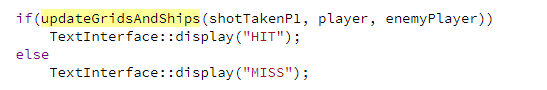 if(updateGridsAndShips(shotTakenP1, player, enemyPlayer))
    TextInterface::display("HIT");
else
    TextInterface::display("MISS");